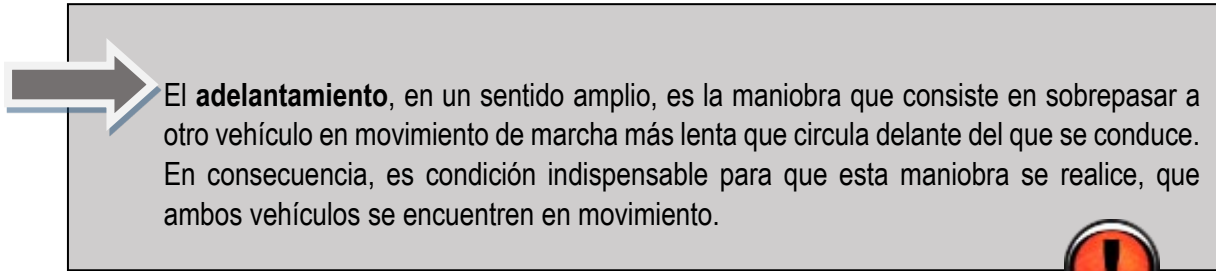 El adelantamiento, en un sentido amplio, es la maniobra que consiste en sobrepasar a
otro vehículo en movimiento de marcha más lenta que circula delante del que se conduce.
En consecuencia, es condición indispensable para que esta maniobra se realice, que
ambos vehículos se encuentren en movimiento.